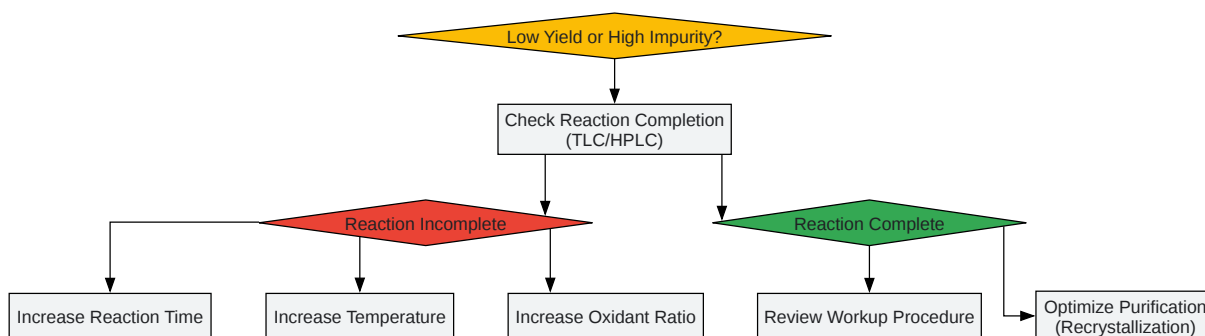 Low Yield or High Impurity?
Check Reaction Completion
(TLC/HPLC)
Reaction Incomplete
Reaction Complete
Increase Reaction Time
Increase Temperature
Increase Oxidant Ratio
Review Workup Procedure
Optimize Purification
(Recrystallization)